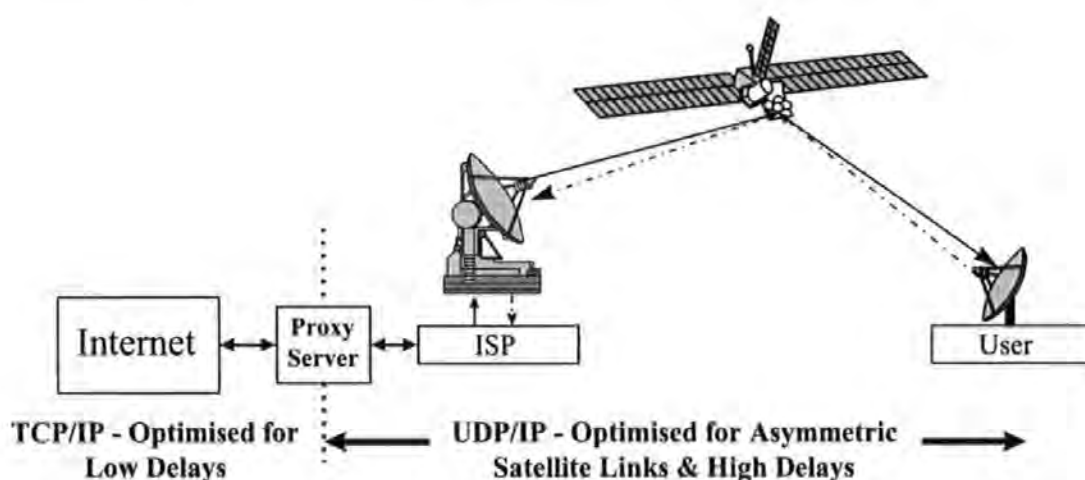 Internet
Proxy
Server
ISP
User
TCP/IP - Optimised for
Low Delays
UDP/IP - Optimised for Asymmetric
Satellite Links & High Delays